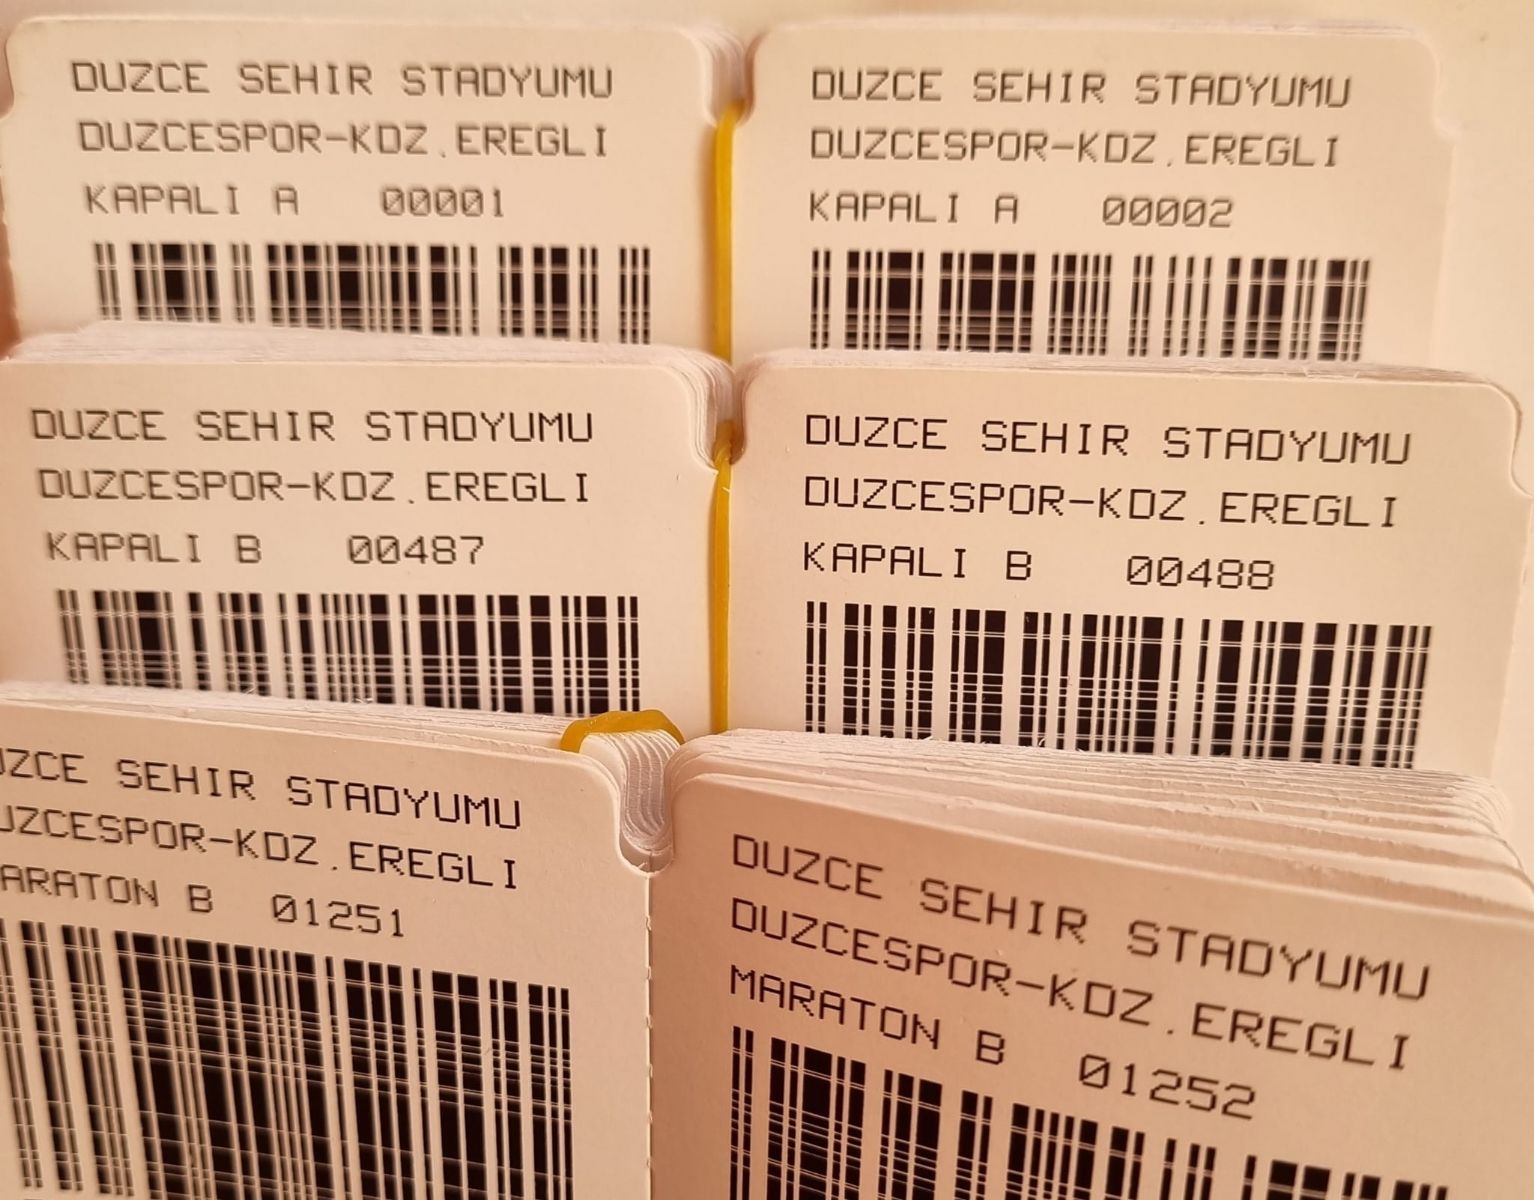 DUZCE SEHIR STADYUMU
DUZCESPOR-KDZ.EREGLI
KAPALI A 00001
DUZCE SEHIR STADYUMU
DUZCESPOR-KDZ.EREGLI
KAPALI A 00002
DUZCE SEHIR STADYUMU
DUZCESPOR-KDZ.EREGLI
KAPALI B 00487
DUZCE SEHIR STADYUMU
DUZCESPOR-KDZ.EREGLI
KAPALI B 00488
UZCE SEHIR STADYUMU
UZCESPOR-KDZ.EREGLI
ARATON B 01251
DUZCE SEHIR STADYUMU
DUZCESPOR-KDZ.EREGLI
MARATON B 01252